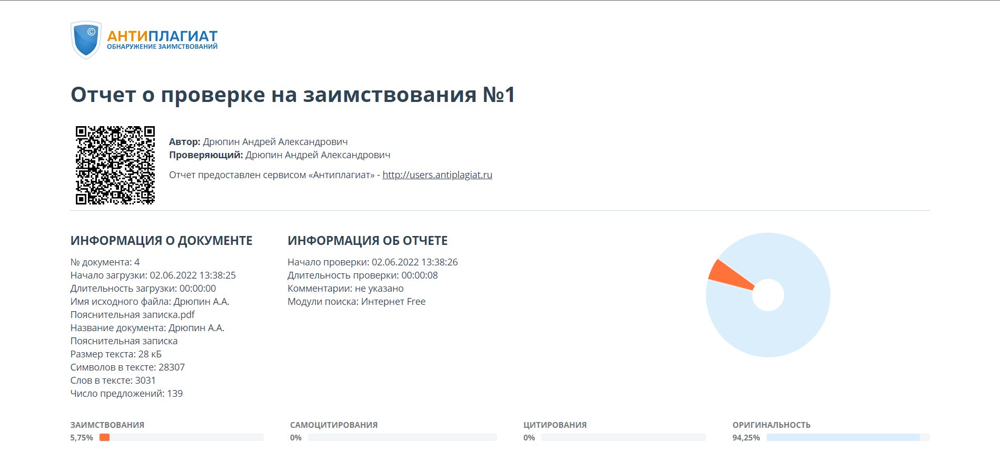 ©
АНТИПЛАГИАТ
ОБНАРУЖЕНИЕ ЗАИМСТВОВАНИЙ
Отчет о проверке на заимствования №1
Автор: Дрюпин Андрей Александрович
Проверяющий: Дрюпин Андрей Александрович
Отчет предоставлен сервисом «Антиплагиат» - http://users.antiplagiat.ru
ИНФОРМАЦИЯ О ДОКУМЕНТЕ
№ документа: 4
Начало загрузки: 02.06.2022 13:38:25
Длительность загрузки: 00:00:00
Имя исходного файла: Дрюпин А.А.
Пояснительная записка.pdf
Название документа: Дрюпин А.А.
Пояснительная записка
Размер текста: 28 кБ
Символов в тексте: 28307
Слов в тексте: 3031
Число предложений: 139
ИНФОРМАЦИЯ ОБ ОТЧЕТЕ
Начало проверки: 02.06.2022 13:38:26
Длительность проверки: 00:00:08
Комментарии: не указано
Модули поиска: Интернет Free
ЗАИМСТВОВАНИЯ
5,75%
САМОЦИТИРОВАНИЯ
0%
ЦИТИРОВАНИЯ
0%
ОРИГИНАЛЬНОСТЬ
94,25%